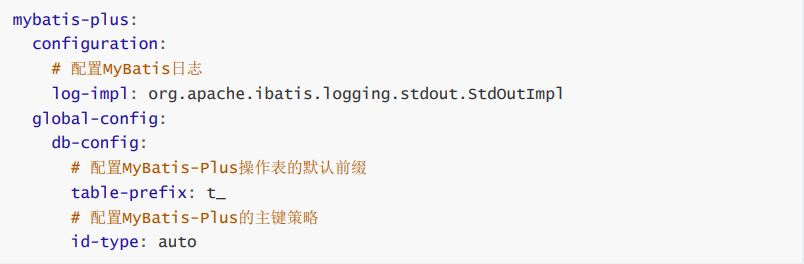 mybatis-plus:
  configuration:
    # 配置MyBatis日志
    log-impl: org.apache.ibatis.logging.stdout.StdOutImpl
  global-config:
    db-config:
      # 配置MyBatis-Plus操作表的默认前缀
      table-prefix: t_
      # 配置MyBatis-Plus的主键策略
      id-type: auto